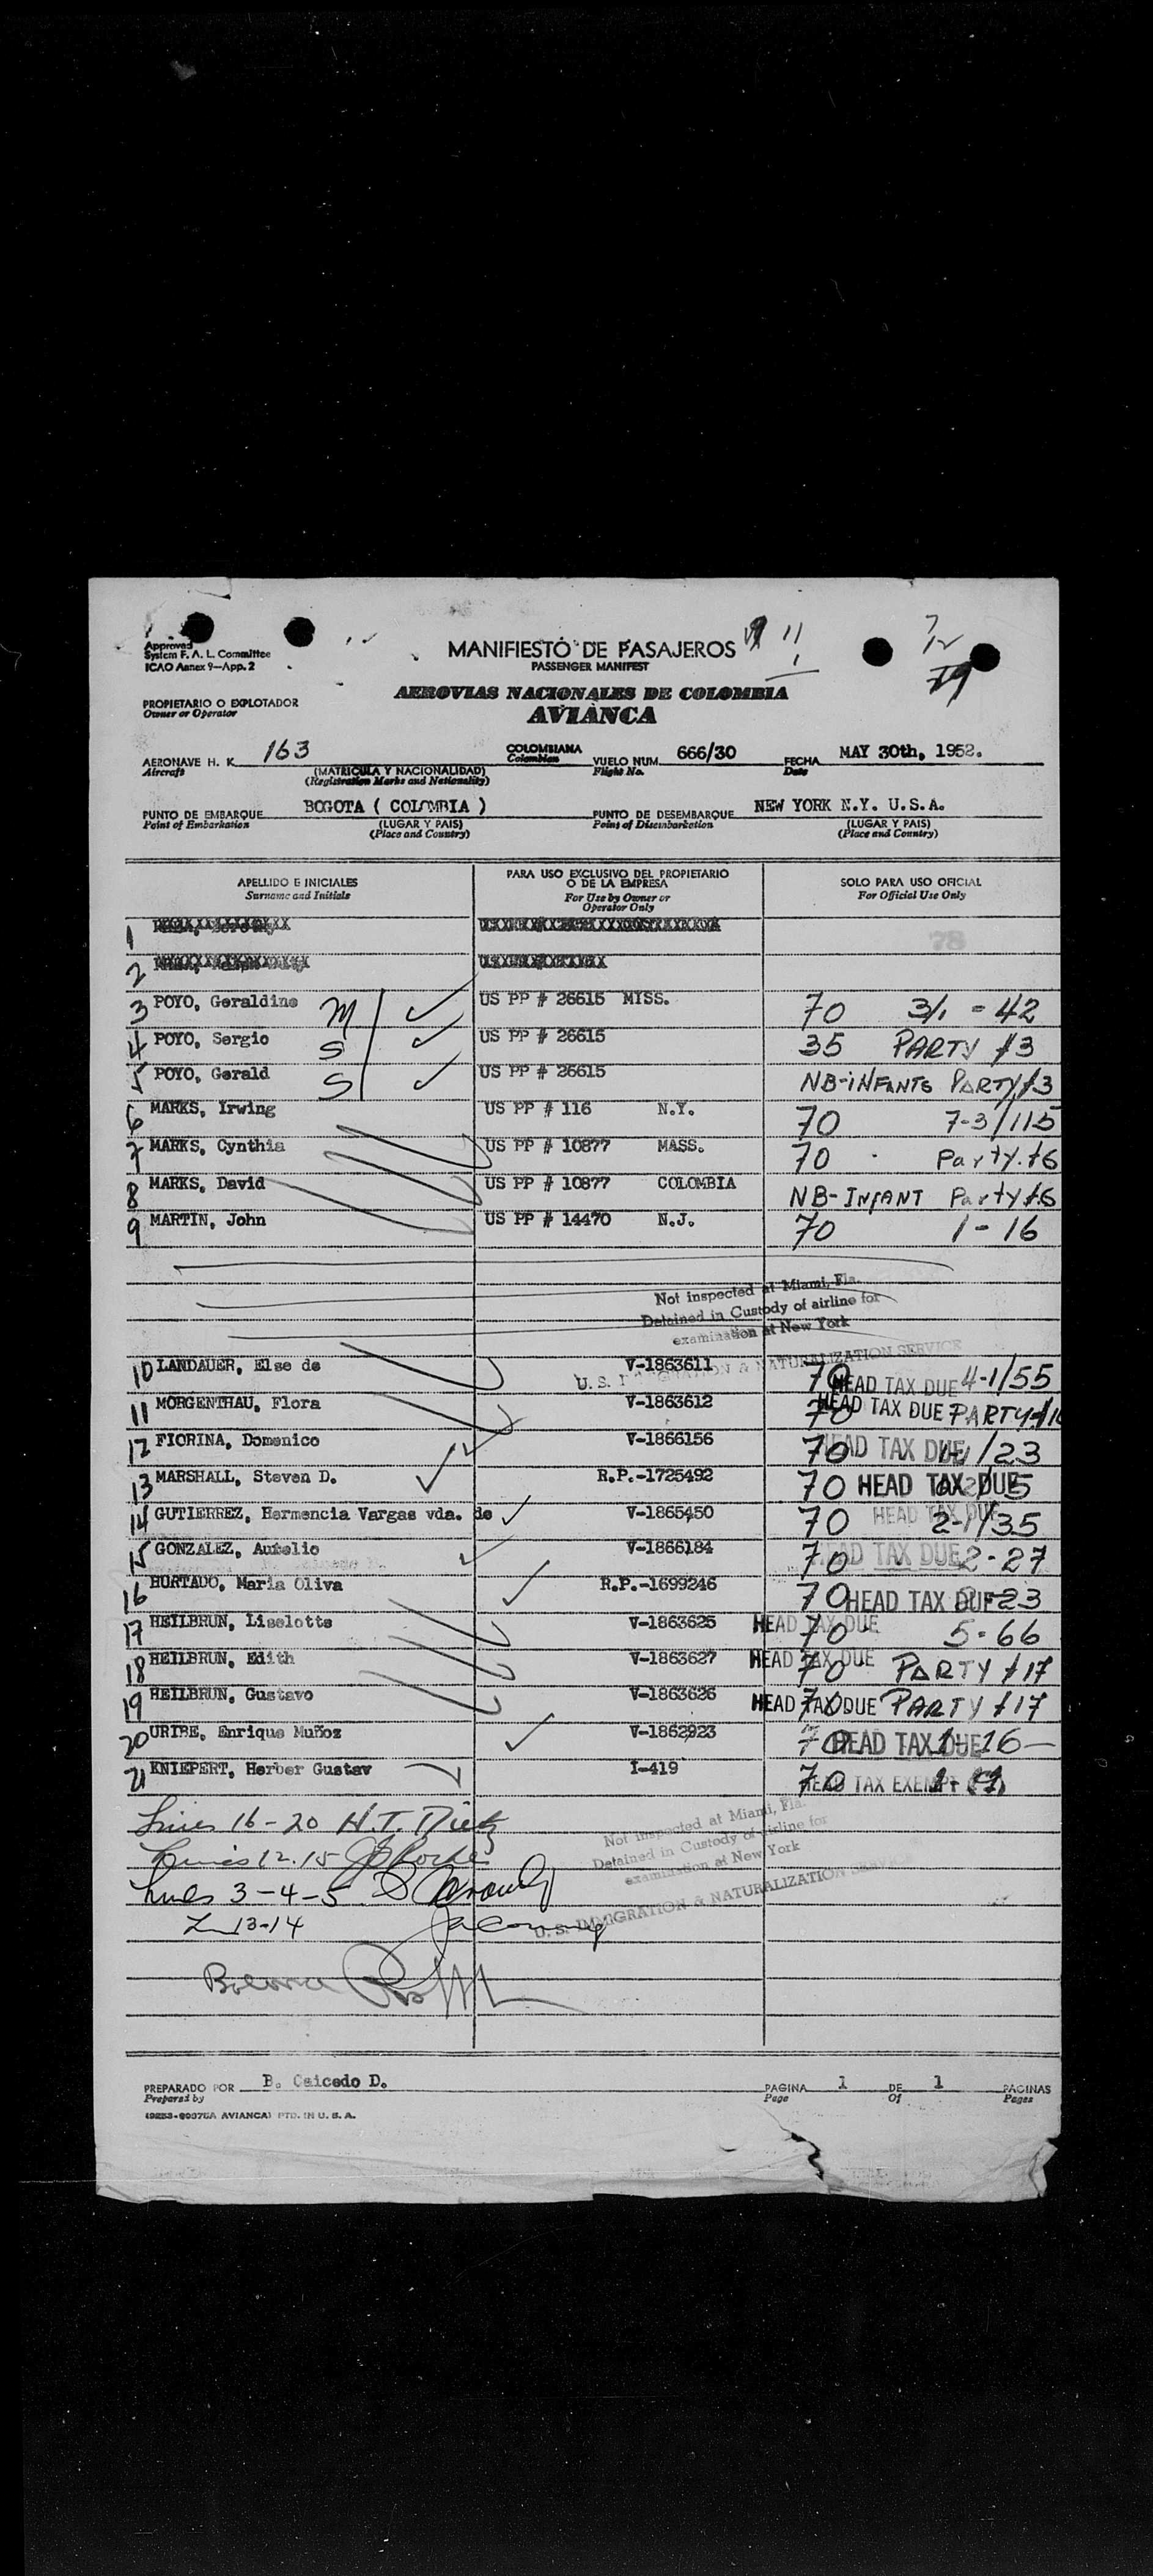 Approved
System F. A. L. Committee
ICAO Annex 9—App. 2
MANIFIESTO DE PASAJEROS
PASSENGER MANIFEST
AEROVIAS NACIONALES DE COLOMBIA
AVIANCA
PROPIETARIO O EXPLOTADOR
Owner or Operator
AERONAVE H. K. 163 COLOMBIANA VUELO NUM. 666/30 FECHA MAY 30th, 1952.
Aircraft (MATRICULA Y NACIONALIDAD) Colombian Flight No. Date
(Registration Marks and Nationality)
PUNTO DE EMBARQUE BOGOTA ( COLOMBIA ) PUNTO DE DESEMBARQUE NEW YORK N.Y. U.S.A.
Point of Embarkation (LUGAR Y PAIS) Point of Disembarkation (LUGAR Y PAIS)
(Place and Country) (Place and Country)
APELLIDO E INICIALES PARA USO EXCLUSIVO DEL PROPIETARIO O DE LA EMPRESA SOLO PARA USO OFICIAL
Surname and Initials For Use by Owner or Operator Only For Official Use Only
1 78
2
3 POYO, Geraldine M US PP # 26615 MISS. 70 3/1 - 42
4 POYO, Sergio S US PP # 26615 35 PARTY #3
5 POYO, Gerald S US PP # 26615 NB-INFANTS PARTY #3
6 MARKS, Irwing US PP # 116 N.Y. 70 7-3/115
7 MARKS, Cynthia US PP # 10877 MASS. 70 Party #6
8 MARKS, David US PP # 10877 COLOMBIA NB-INFANT Party #6
9 MARTIN, John US PP # 14470 N.J. 70 1-16
Not inspected at Miami, Fla.
Detained in Custody of airline for
examination at New York
U. S. IMMIGRATION & NATURALIZATION SERVICE
10 LANDAUER, Else de V-1863611 70 HEAD TAX DUE 4-1/55
11 MORGENTHAU, Flora V-1863612 70 HEAD TAX DUE PARTY #10
12 FIORINA, Domenico V-1866156 70 HEAD TAX DUE /23
13 MARSHALL, Steven D. R.P.-1725492 70 HEAD TAX DUE
14 GUTIERREZ, Hermencia Vargas vda. de V-1865450 70 HEAD TAX DUE 2-1/35
15 GONZALEZ, Aurelio V-1866184 70 HEAD TAX DUE 2-27
16 HURTADO, Maria Oliva R.P.-1699246 70 HEAD TAX DUE 23
17 HEILBRUN, Liselotte V-1863625 HEAD TAX DUE 70 5-66
18 HEILBRUN, Edith V-1863627 HEAD TAX DUE 70 PARTY #17
19 HEILBRUN, Gustavo V-1863626 HEAD TAX DUE 70 PARTY #17
20 URIBE, Enrique Muñoz V-1862923 70 HEAD TAX DUE 1-16
21 KNIEPERT, Herber Gustav I-419 70 HEAD TAX EXEMPT
Lines 16-20 H.T. Dietz
Lines 12.15
Lines 3-4-5
L 13-14
Not inspected at Miami, Fla.
Detained in Custody of airline for
examination at New York
U. S. IMMIGRATION & NATURALIZATION SERVICE
PREPARADO POR B. Caicedo D. PAGINA 1 DE 1 PAGINAS
Prepared by Page Of Pages
PTD. IN U. S. A.